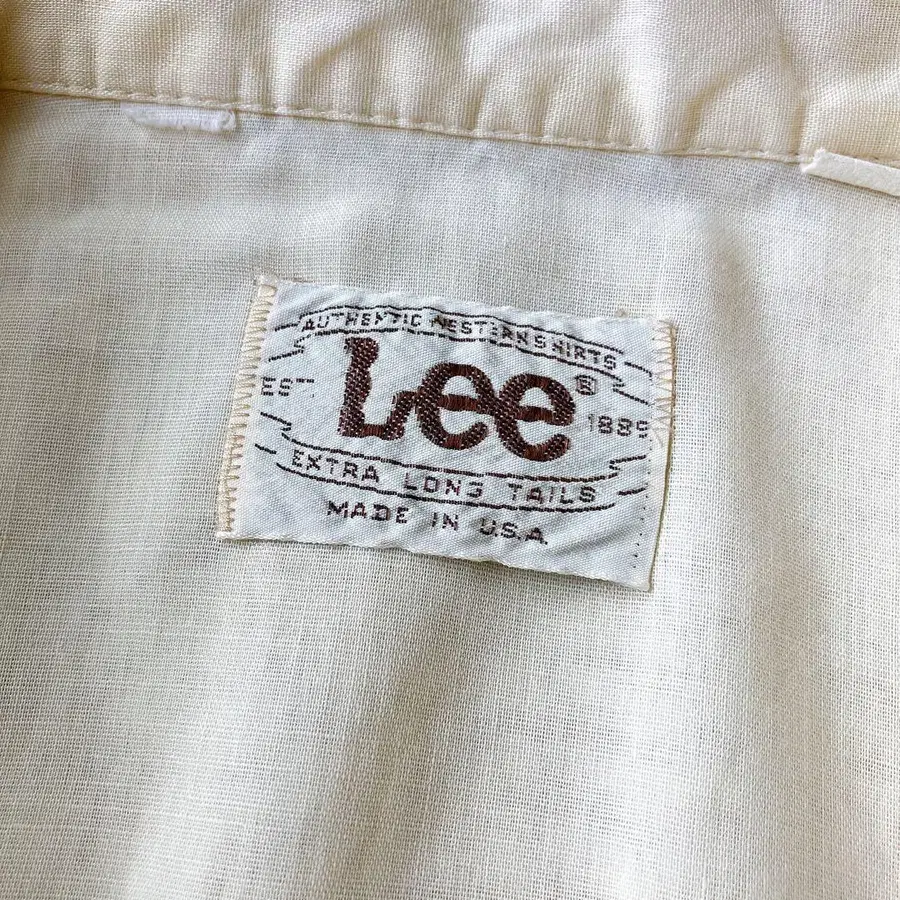 AUTHENTIC WESTERN SHIRTS
Lee®
EST 1889
EXTRA LONG TAILS
MADE IN U.S.A.